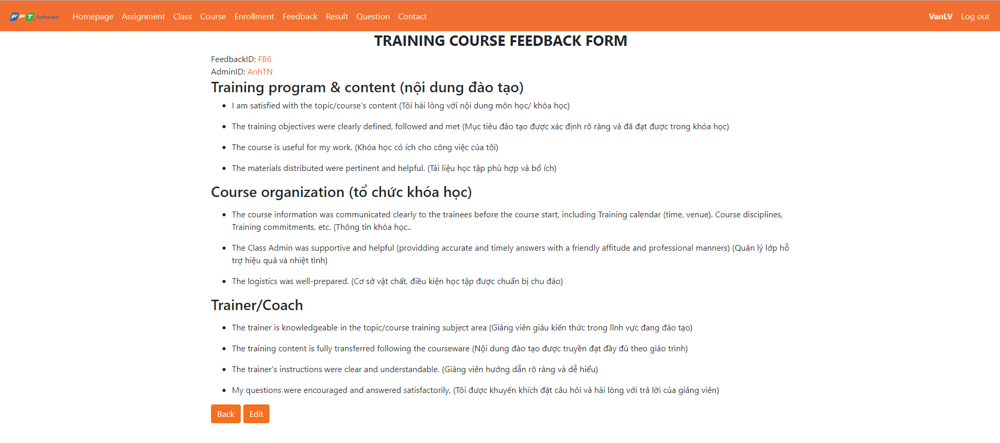 FPT Software Homepage Assignment Class Course Enrollment Feedback Result Question Contact VanLV Log out
TRAINING COURSE FEEDBACK FORM
FeedbackID: FB6
AdminID: AnhTN
Training program & content (nội dung đào tạo)
• I am satisfied with the topic/course's content (Tôi hài lòng với nội dung môn học/ khóa học)
• The training objectives were clearly defined, followed and met (Mục tiêu đào tạo được xác định rõ ràng và đã đạt được trong khóa học)
• The course is useful for my work. (Khóa học có ích cho công việc của tôi)
• The materials distributed were pertinent and helpful. (Tài liệu học tập phù hợp và bổ ích)
Course organization (tổ chức khóa học)
• The course information was communicated clearly to the trainees before the course start, including Training calendar (time, venue). Course disciplines,
Training commitments, etc. (Thông tin khóa học..
• The Class Admin was supportive and helpful (providding accurate and timely answers with a friendly affitude and professional manners) (Quản lý lớp hỗ
trợ hiệu quả và nhiệt tình)
• The logistics was well-prepared. (Cơ sở vật chất, điều kiện học tập được chuẩn bị chu đáo)
Trainer/Coach
• The trainer is knowledgeable in the topic/course training subject area (Giảng viên giàu kiến thức trong lĩnh vực đang đào tạo)
• The training content is fully transferred following the courseware (Nội dung đào tạo được truyền đạt đầy đủ theo giáo trình)
• The trainer's instructions were clear and understandable. (Giảng viên hướng dẫn rõ ràng và dễ hiểu)
• My questions were encouraged and answered satisfactorily. (Tôi được khuyến khích đặt câu hỏi và hài lòng với trả lời của giảng viên)
Back Edit